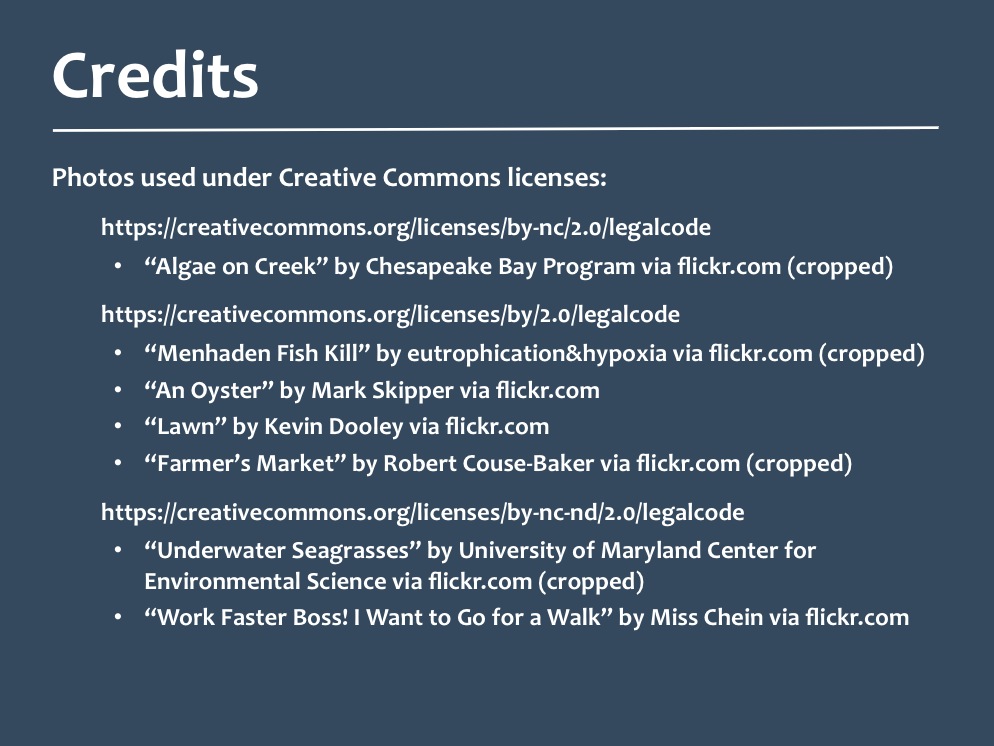 Credits
Photos used under Creative Commons licenses:
https://creativecommons.org/licenses/by-nc/2.0/legalcode
• “Algae on Creek” by Chesapeake Bay Program via flickr.com (cropped)
https://creativecommons.org/licenses/by/2.0/legalcode
• “Menhaden Fish Kill” by eutrophication&hypoxia via flickr.com (cropped)
• “An Oyster” by Mark Skipper via flickr.com
• “Lawn” by Kevin Dooley via flickr.com
• “Farmer’s Market” by Robert Couse-Baker via flickr.com (cropped)
https://creativecommons.org/licenses/by-nc-nd/2.0/legalcode
• “Underwater Seagrasses” by University of Maryland Center for
Environmental Science via flickr.com (cropped)
• “Work Faster Boss! I Want to Go for a Walk” by Miss Chein via flickr.com